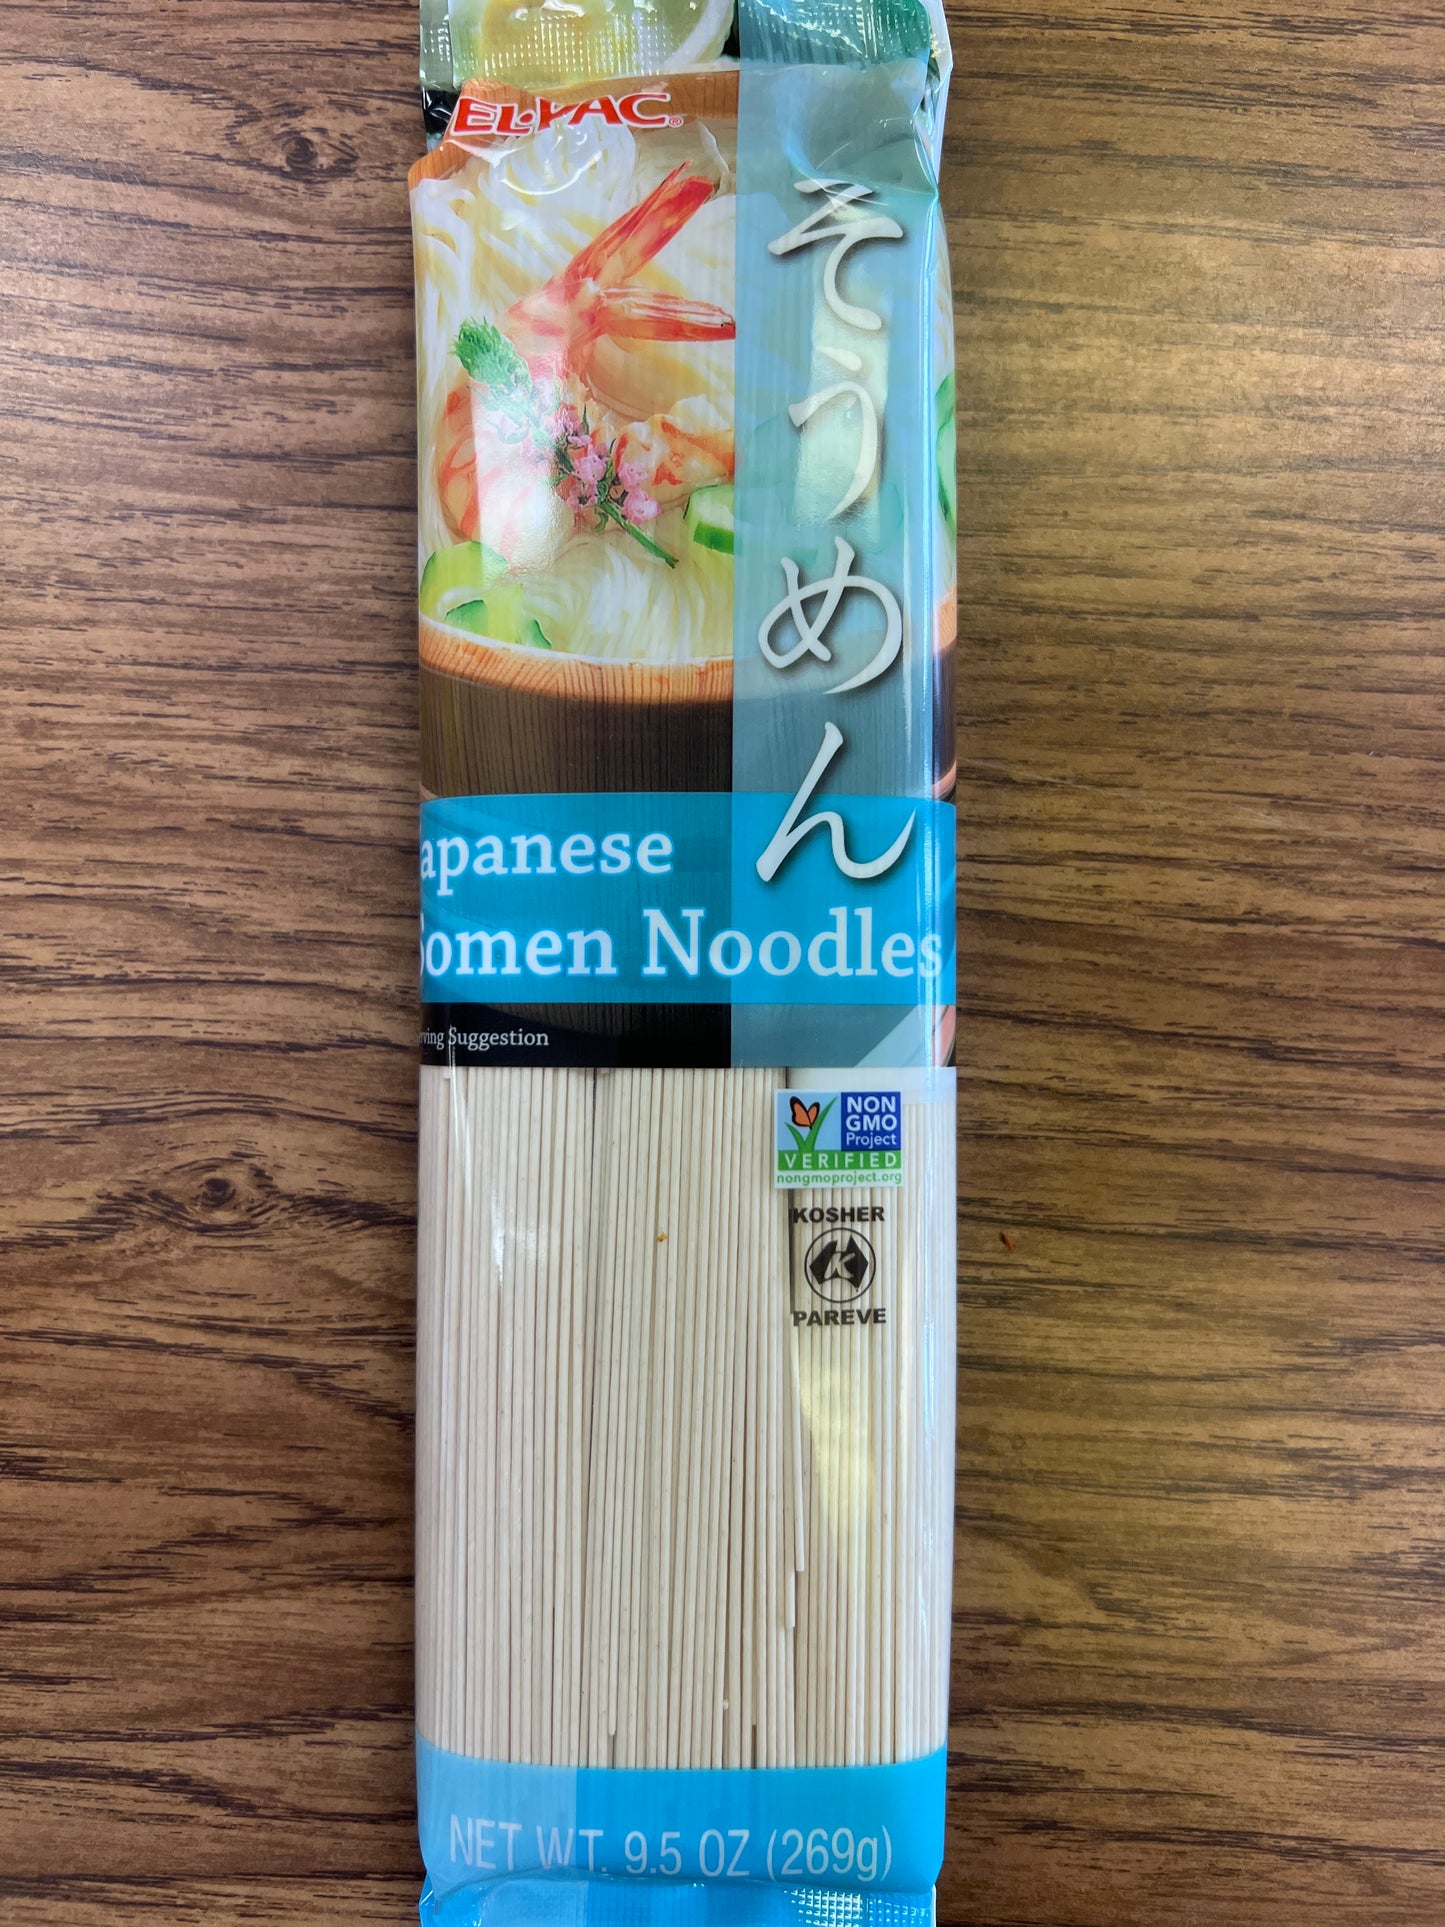 EL-PAC®
そうめん
apanese
Somen Noodles
Suggestion
NON
GMO
Project
VERIFIED
nongmoproject.org
KOSHER
K
PAREVE
NET WT. 9.5 OZ (269g)